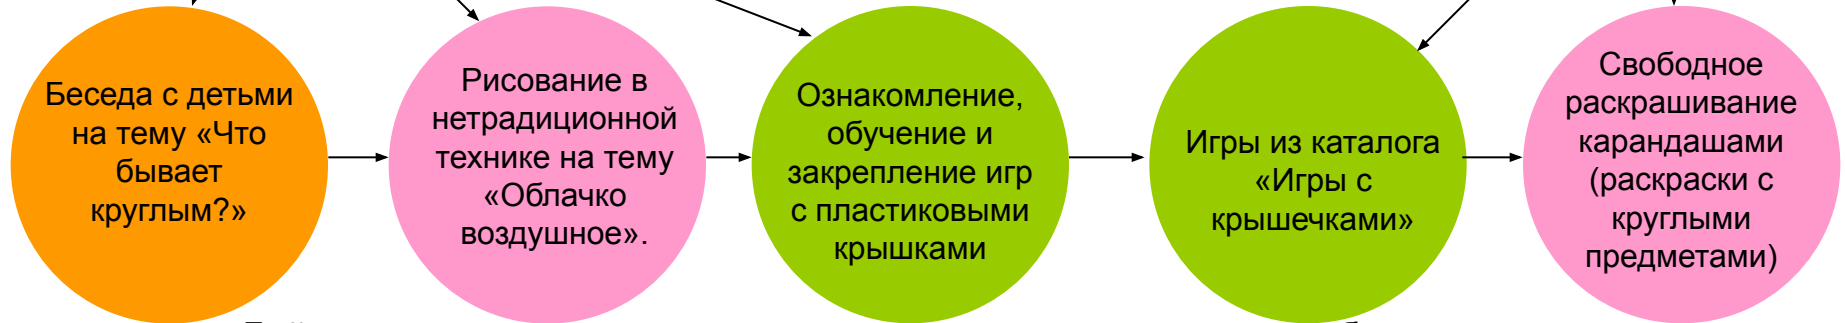 Беседа с детьми
на тему «Что
бывает
круглым?»
Рисование в
нетрадиционной
технике на тему
«Облачко
воздушное».
Ознакомление,
обучение и
закрепление игр
с пластиковыми
крышками
Игры из каталога
«Игры с
крышечками»
Свободное
раскрашивание
карандашами
(раскраски с
круглыми
предметами)